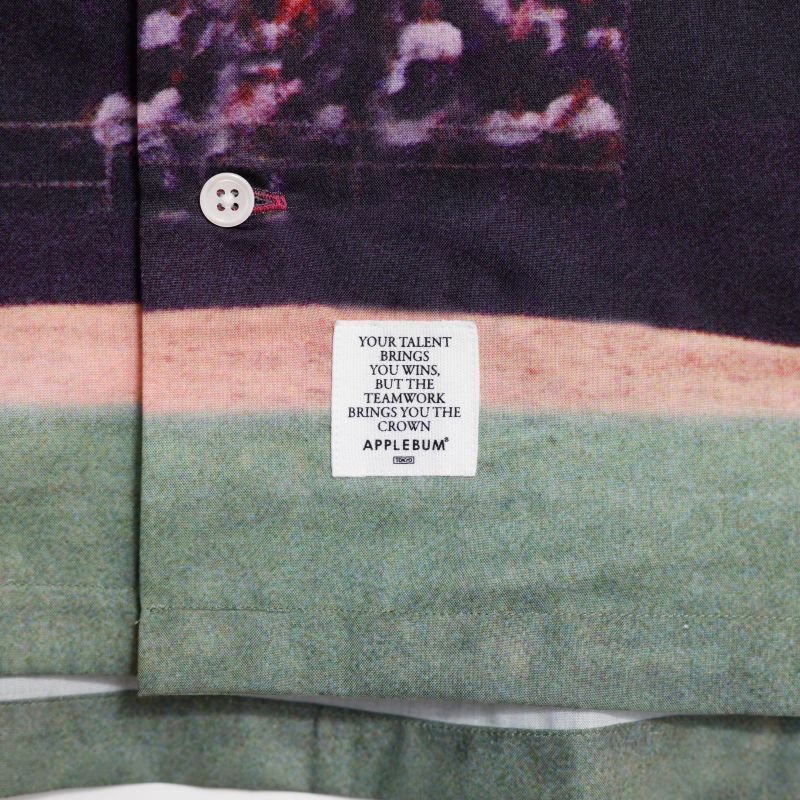 YOUR TALENT
BRINGS
YOU WINS,
BUT THE
TEAMWORK
BRINGS YOU THE
CROWN
APPLEBUM®
TOKYO